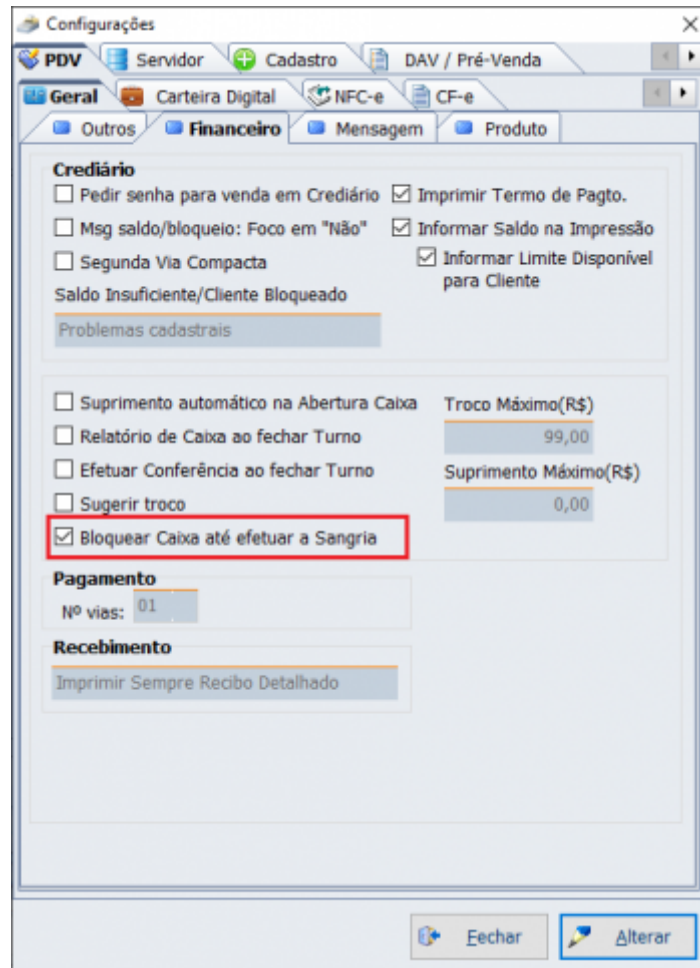 Configurações
PDV Servidor Cadastro DAV / Pré-Venda
Geral Carteira Digital NFC-e CF-e
Outros Financeiro Mensagem Produto
Crediário
Pedir senha para venda em Crediário Imprimir Termo de Pagto.
Msg saldo/bloqueio: Foco em "Não" Informar Saldo na Impressão
Segunda Via Compacta Informar Limite Disponível
para Cliente
Saldo Insuficiente/Cliente Bloqueado
Problemas cadastrais
Suprimento automático na Abertura Caixa Troco Máximo(R$)
Relatório de Caixa ao fechar Turno 99,00
Efetuar Conferência ao fechar Turno Suprimento Máximo(R$)
Sugerir troco 0,00
Bloquear Caixa até efetuar a Sangria
Pagamento
Nº vias: 01
Recebimento
Imprimir Sempre Recibo Detalhado
Fechar Alterar